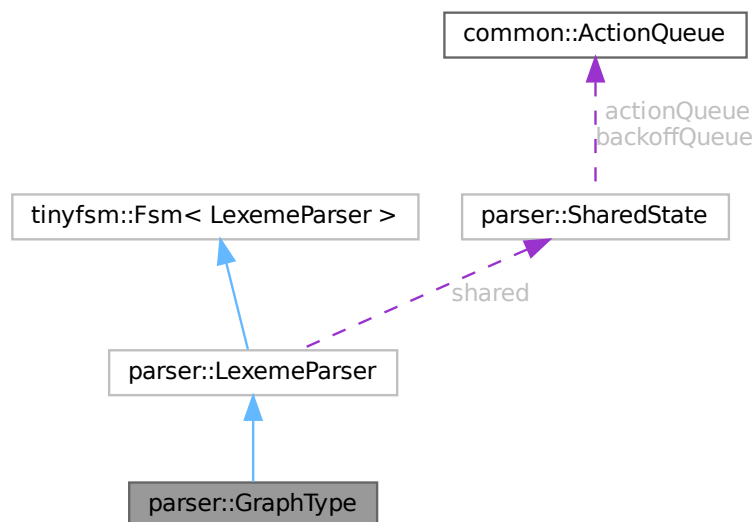 common::ActionQueue
actionQueue
backoffQueue
tinyfsm::Fsm< LexemeParser >
parser::SharedState
shared
parser::LexemeParser
parser::GraphType